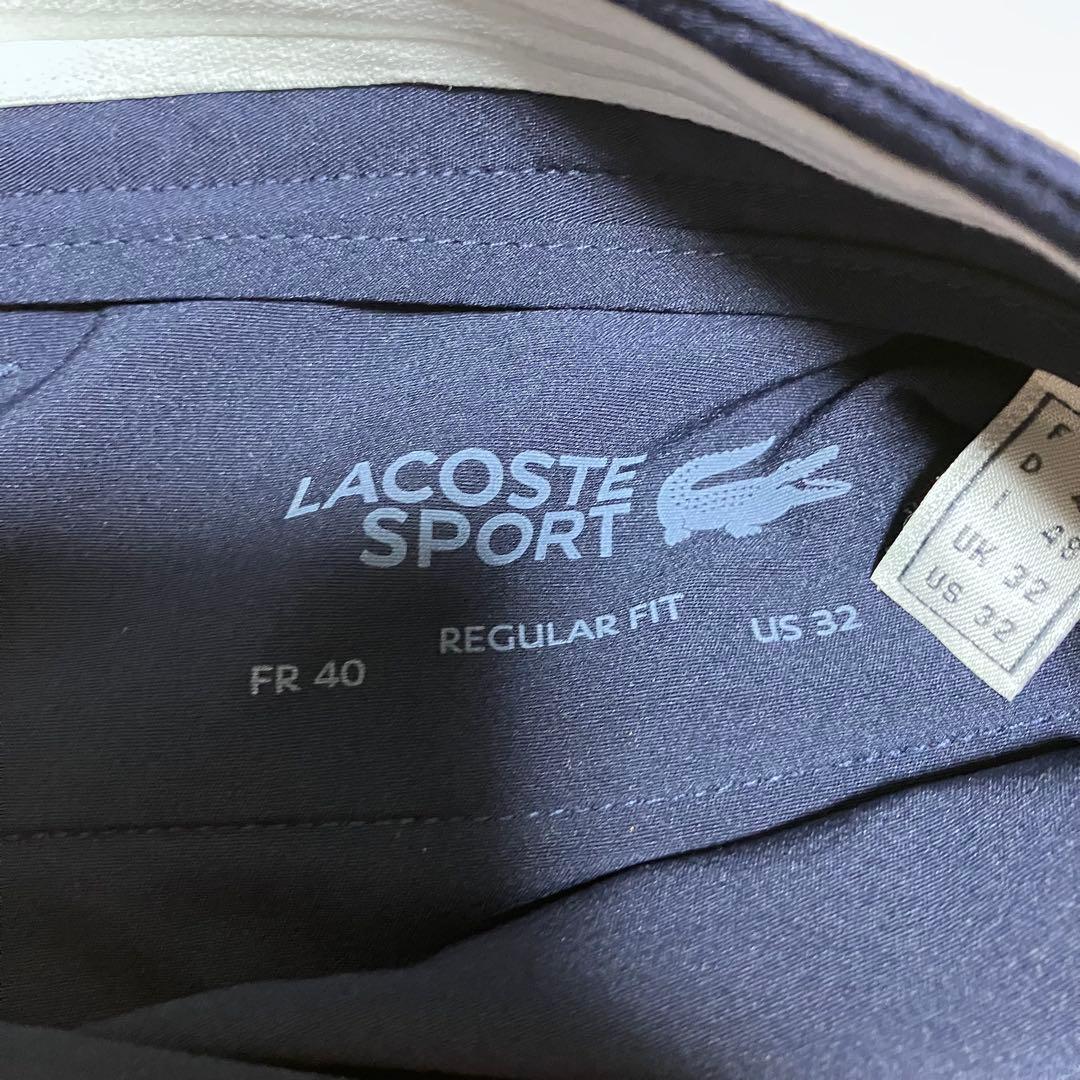 LACOSTE
SPORT
REGULAR FIT
FR 40
US 32
F
D
I
UK 32
US 32